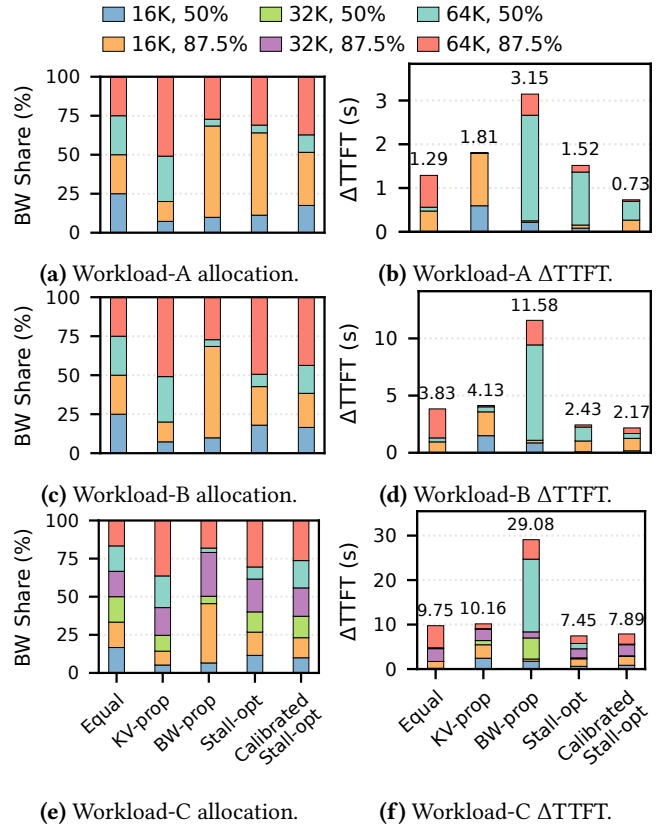 16K, 50% 32K, 50% 64K, 50%
16K, 87.5% 32K, 87.5% 64K, 87.5%
BW Share (%)
100
75
50
25
0
(a) Workload-A allocation.
ΔTTFT (s)
3
2
1
0
1.29 1.81 3.15 1.52 0.73
(b) Workload-A ΔTTFT.
BW Share (%)
100
75
50
25
0
(c) Workload-B allocation.
ΔTTFT (s)
10
5
0
3.83 4.13 11.58 2.43 2.17
(d) Workload-B ΔTTFT.
BW Share (%)
100
75
50
25
0
Equal
KV-prop
BW-prop
Stall-opt
Calibrated
Stall-opt
(e) Workload-C allocation.
ΔTTFT (s)
30
20
10
0
9.75 10.16 29.08 7.45 7.89
Equal
KV-prop
BW-prop
Stall-opt
Calibrated
Stall-opt
(f) Workload-C ΔTTFT.